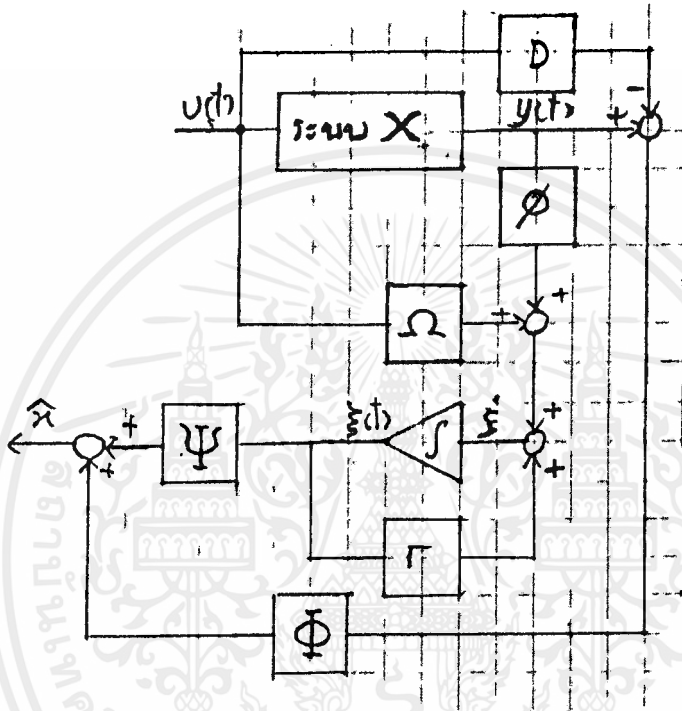 D
U(t)
ระบบ X
y(t)
+
-
Ø
+
+
Ω
ξ(t)
∫
ξ̇
+
+
x̂
+
+
Ψ
Γ
Φ